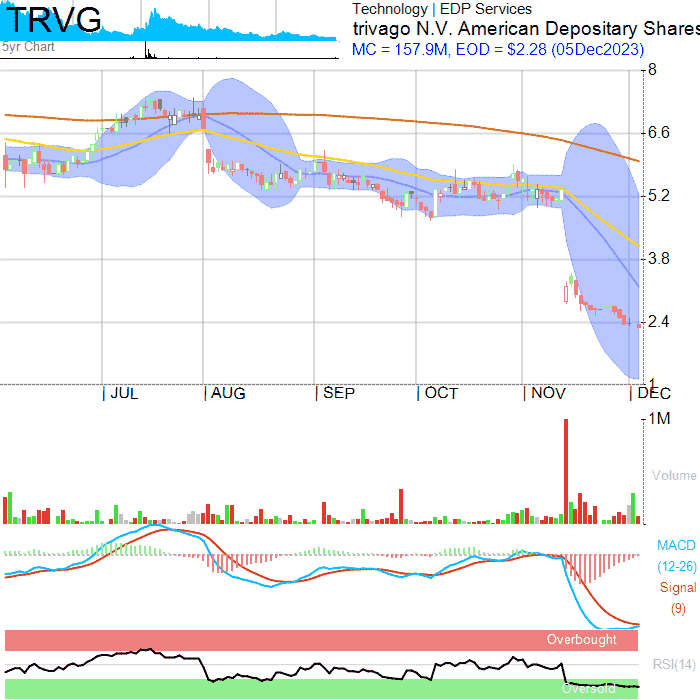 TRVG
5yr Chart
Technology | EDP Services
trivago N.V. American Depositary Shares
MC = 157.9M, EOD = $2.28 (05Dec2023)
8
6.6
5.2
3.8
2.4
1
| JUL | AUG | SEP | OCT | NOV | DEC
1M
Volume
MACD
(12-26)
Signal
(9)
Overbought
RSI(14)
Oversold